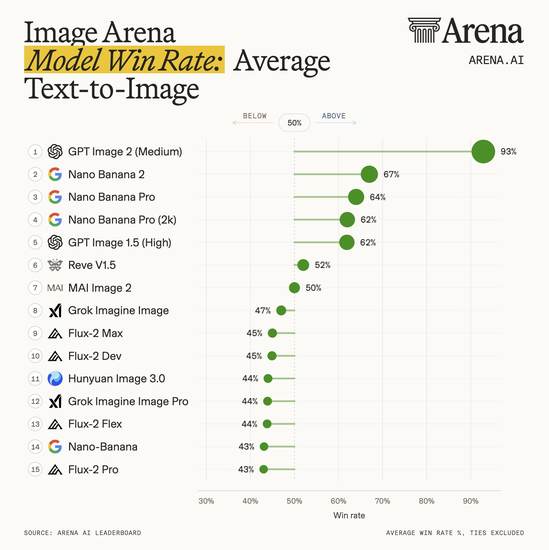 Image Arena
Model Win Rate: Average
Text-to-Image
Arena
ARENA.AI
BELOW 50% ABOVE
1 GPT Image 2 (Medium) 93%
2 Nano Banana 2 67%
3 Nano Banana Pro 64%
4 Nano Banana Pro (2k) 62%
5 GPT Image 1.5 (High) 62%
6 Reve V1.5 52%
7 MAI MAI Image 2 50%
8 Grok Imagine Image 47%
9 Flux-2 Max 45%
10 Flux-2 Dev 45%
11 Hunyuan Image 3.0 44%
12 Grok Imagine Image Pro 44%
13 Flux-2 Flex 44%
14 Nano-Banana 43%
15 Flux-2 Pro 43%
30% 40% 50% 60% 70% 80% 90%
Win rate
SOURCE: ARENA AI LEADERBOARD
AVERAGE WIN RATE %, TIES EXCLUDED